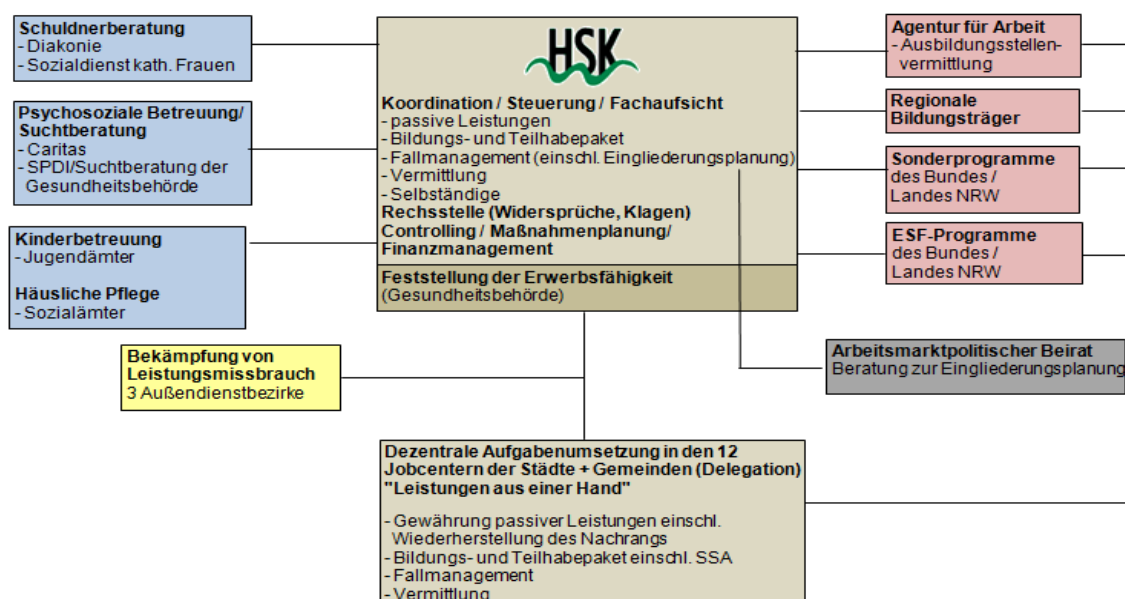 Schuldnerberatung
- Diakonie
- Sozialdienst kath. Frauen
Psychosoziale Betreuung/
Suchtberatung
- Caritas
- SPDI/Suchtberatung der
Gesundheitsbehörde
Kinderbetreuung
- Jugendämter
Häusliche Pflege
- Sozialämter
HSK
Koordination / Steuerung / Fachaufsicht
- passive Leistungen
- Bildungs- und Teilhabepaket
- Fallmanagement (einschl. Eingliederungsplanung)
- Vermittlung
- Selbständige
Rechsstelle (Widersprüche, Klagen)
Controlling / Maßnahmenplanung/
Finanzmanagement
Feststellung der Erwerbsfähigkeit
(Gesundheitsbehörde)
Agentur für Arbeit
- Ausbildungsstellen-
vermittlung
Regionale
Bildungsträger
Sonderprogramme
des Bundes /
Landes NRW
ESF-Programme
des Bundes /
Landes NRW
Bekämpfung von
Leistungsmissbrauch
3 Außendienstbezirke
Arbeitsmarktpolitischer Beirat
Beratung zur Eingliederungsplanung
Dezentrale Aufgabenumsetzung in den 12
Jobcentern der Städte + Gemeinden (Delegation)
"Leistungen aus einer Hand"
- Gewährung passiver Leistungen einschl.
Wiederherstellung des Nachrangs
- Bildungs- und Teilhabepaket einschl. SSA
- Fallmanagement
- Vermittlung